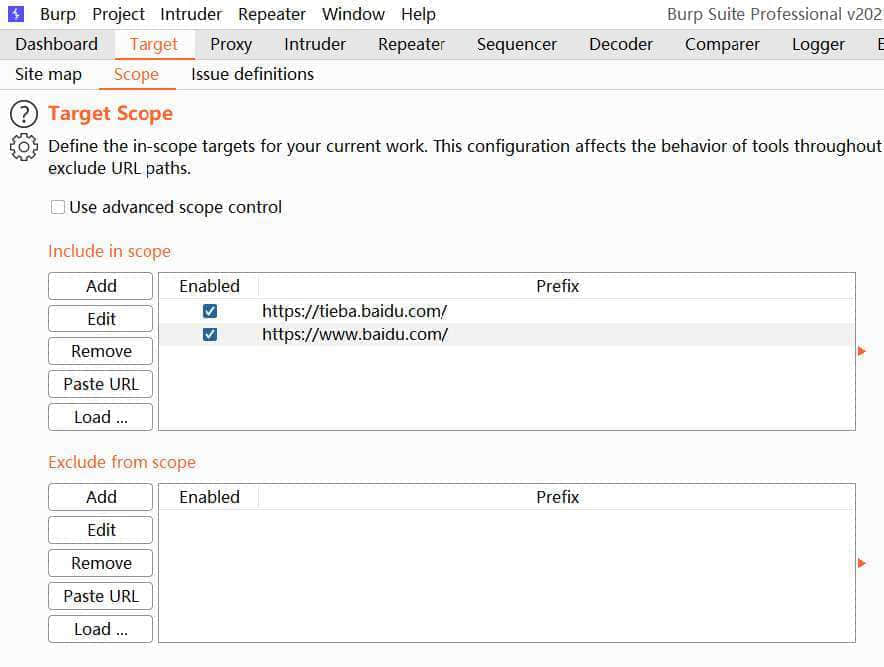 Burp Project Intruder Repeater Window Help Burp Suite Professional v202
Dashboard Target Proxy Intruder Repeater Sequencer Decoder Comparer Logger E
Site map Scope Issue definitions
? Target Scope
Define the in-scope targets for your current work. This configuration affects the behavior of tools throughout
exclude URL paths.
Use advanced scope control
Include in scope
Add Enabled Prefix
https://tieba.baidu.com/
Edit
https://www.baidu.com/
Remove
Paste URL
Load ...
Exclude from scope
Add Enabled Prefix
Edit
Remove
Paste URL
Load ...